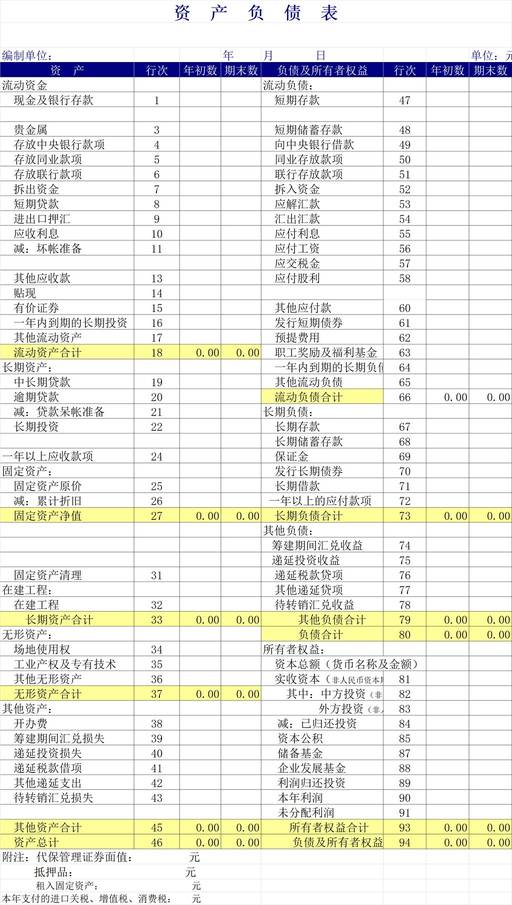 资 产 负 债 表
编制单位: 年 月 日 单位:元
资 产 行次 年初数 期末数 负债及所有者权益 行次 年初数 期末数
流动资金 流动负债:
现金及银行存款 1 短期存款 47
贵金属 3 短期储蓄存款 48
存放中央银行款项 4 向中央银行借款 49
存放同业款项 5 同业存放款项 50
存放联行款项 6 联行存放款项 51
拆出资金 7 拆入资金 52
短期贷款 8 应解汇款 53
进出口押汇 9 汇出汇款 54
应收利息 10 应付利息 55
减:坏帐准备 11 应付工资 56
应交税金 57
其他应收款 13 应付股利 58
贴现 14
有价证券 15 其他应付款 60
一年内到期的长期投资 16 发行短期债券 61
其他流动资产 17 预提费用 62
流动资产合计 18 0.00 0.00 职工奖励及福利基金 63
长期资产: 一年内到期的长期负债 64
中长期贷款 19 其他流动负债 65
逾期贷款 20 流动负债合计 66 0.00 0.00
减:贷款呆帐准备 21 长期负债:
长期投资 22 长期存款 67
长期储蓄存款 68
一年以上应收款项 24 保证金 69
固定资产: 发行长期债券 70
固定资产原价 25 长期借款 71
减:累计折旧 26 一年以上的应付款项 72
固定资产净值 27 0.00 0.00 长期负债合计 73 0.00 0.00
其他负债:
筹建期间汇兑收益 74
递延投资收益 75
固定资产清理 31 递延税款贷项 76
在建工程: 其他递延贷项 77
在建工程 32 待转销汇兑收益 78
长期资产合计 33 0.00 0.00 其他负债合计 79 0.00 0.00
无形资产: 负债合计 80 0.00 0.00
场地使用权 34 所有者权益:
工业产权及专有技术 35 资本总额(货币名称及金额)
其他无形资产 36 实收资本(非人民币资本期 81
无形资产合计 37 0.00 0.00 其中:中方投资(非 82
其他资产: 外方投资(非人 83
开办费 38 减:已归还投资 84
筹建期间汇兑损失 39 资本公积 85
递延投资损失 40 储备基金 87
递延税款借项 41 企业发展基金 88
其他递延支出 42 利润归还投资 89
待转销汇兑损失 43 本年利润 90
未分配利润 91
其他资产合计 45 0.00 0.00 所有者权益合计 93 0.00 0.00
资产总计 46 0.00 0.00 负债及所有者权益 94 0.00 0.00
附注:代保管理证券面值: 元
抵押品: 元
租入固定资产: 元
本年支付的进口关税、增值税、消费税: 元